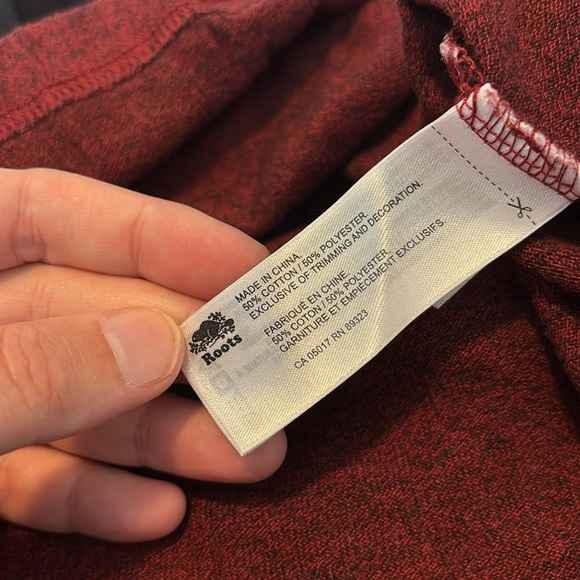 MADE IN CHINA
50% COTTON / 50% POLYESTER
EXCLUSIVE OF TRIMMING AND DECORATION.
FABRIQUÉ EN CHINE
50% COTON / 50% POLYESTER
GARNITURE ET EMPIÈCEMENT EXCLUSIFS.
CA 05017 RN 89323
Roots